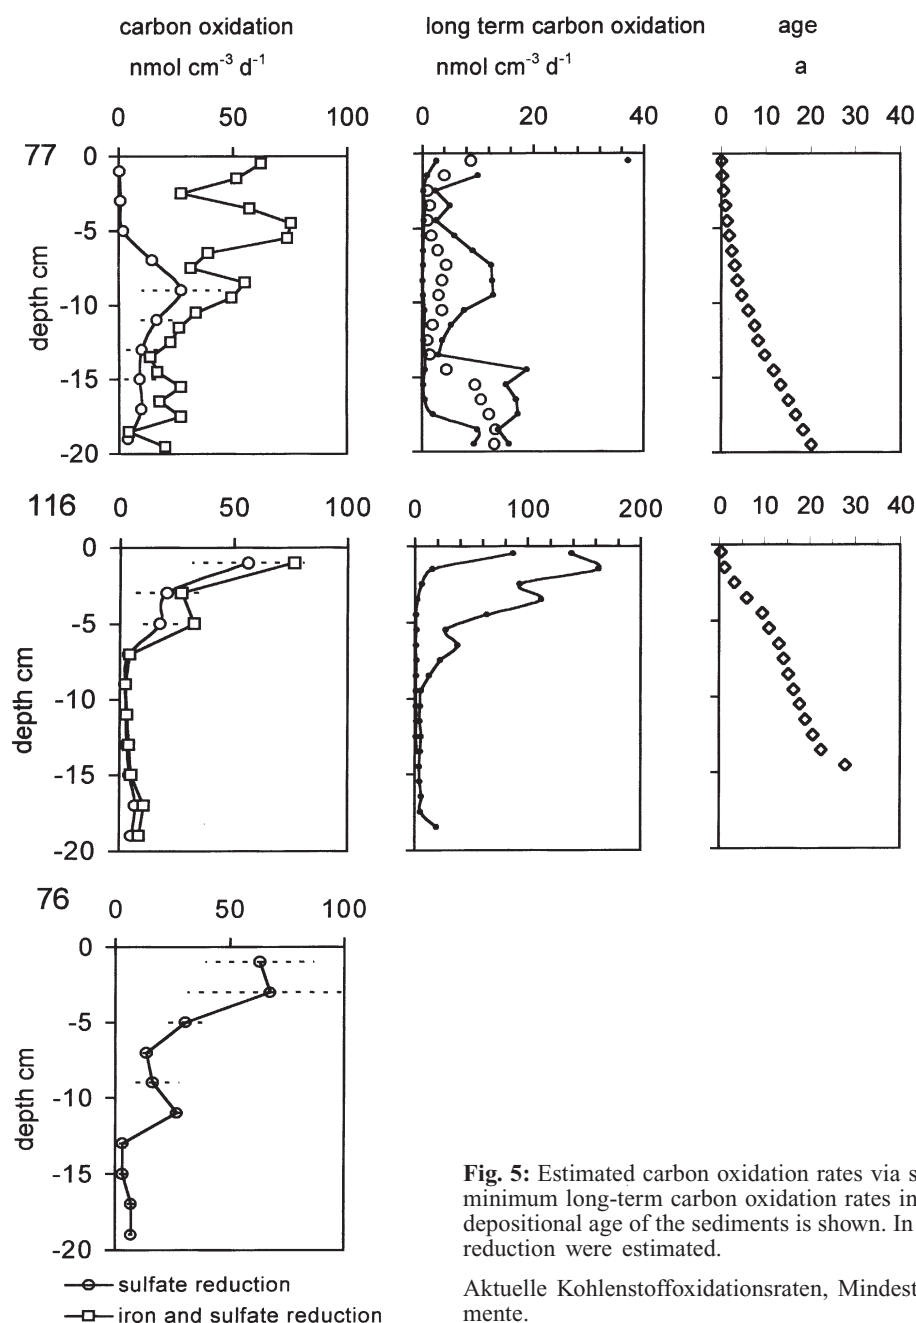 carbon oxidation long term carbon oxidation age
nmol cm⁻³ d⁻¹ nmol cm⁻³ d⁻¹ a
0 50 100 0 20 40 0 10 20 30 40
77
0
-5
-10
-15
-20
depth cm
116
0 50 100 0 100 200 0 10 20 30 40
0
-5
-10
-15
-20
depth cm
76
0 50 100
0
-5
-10
-15
-20
depth cm
sulfate reduction
iron and sulfate reduction
Fig. 5: Estimated carbon oxidation rates via s
minimum long-term carbon oxidation rates in
depositional age of the sediments is shown. In
reduction were estimated.
Aktuelle Kohlenstoffoxidationsraten, Mindest
mente.